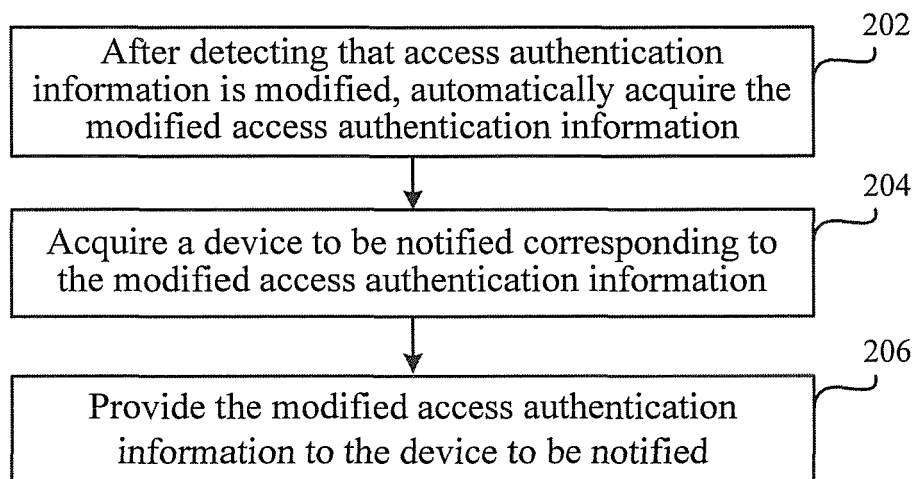 202
After detecting that access authentication
information is modified, automatically acquire the
modified access authentication information
204
Acquire a device to be notified corresponding to
the modified access authentication information
206
Provide the modified access authentication
information to the device to be notified